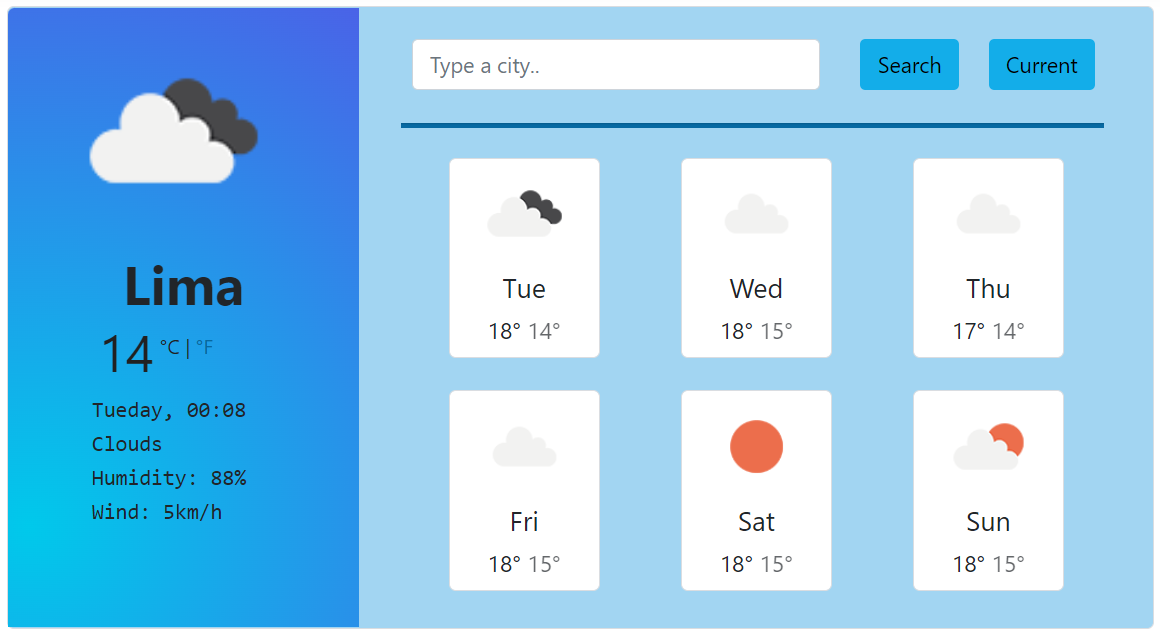 Type a city..
Search
Current
Lima
14 °C | °F
Tueday, 00:08
Clouds
Humidity: 88%
Wind: 5km/h
Tue
18° 14°
Wed
18° 15°
Thu
17° 14°
Fri
18° 15°
Sat
18° 15°
Sun
18° 15°